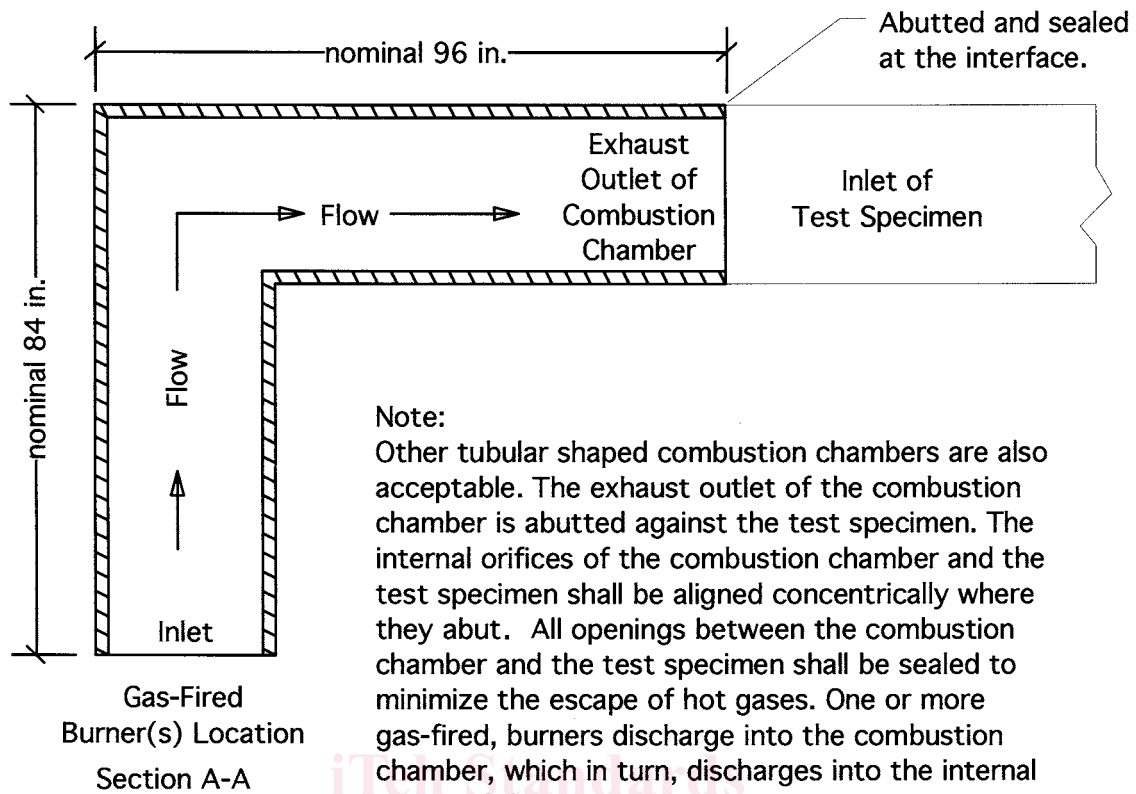 nominal 96 in.
Abutted and sealed
at the interface.
Exhaust
Outlet of
Combustion
Chamber
Inlet of
Test Specimen
Flow
nominal 84 in.
Flow
Inlet
Gas-Fired
Burner(s) Location
Section A-A
Note:
Other tubular shaped combustion chambers are also
acceptable. The exhaust outlet of the combustion
chamber is abutted against the test specimen. The
internal orifices of the combustion chamber and the
test specimen shall be aligned concentrically where
they abut. All openings between the combustion
chamber and the test specimen shall be sealed to
minimize the escape of hot gases. One or more
gas-fired, burners discharge into the combustion
chamber, which in turn, discharges into the internal
iTeh Standards